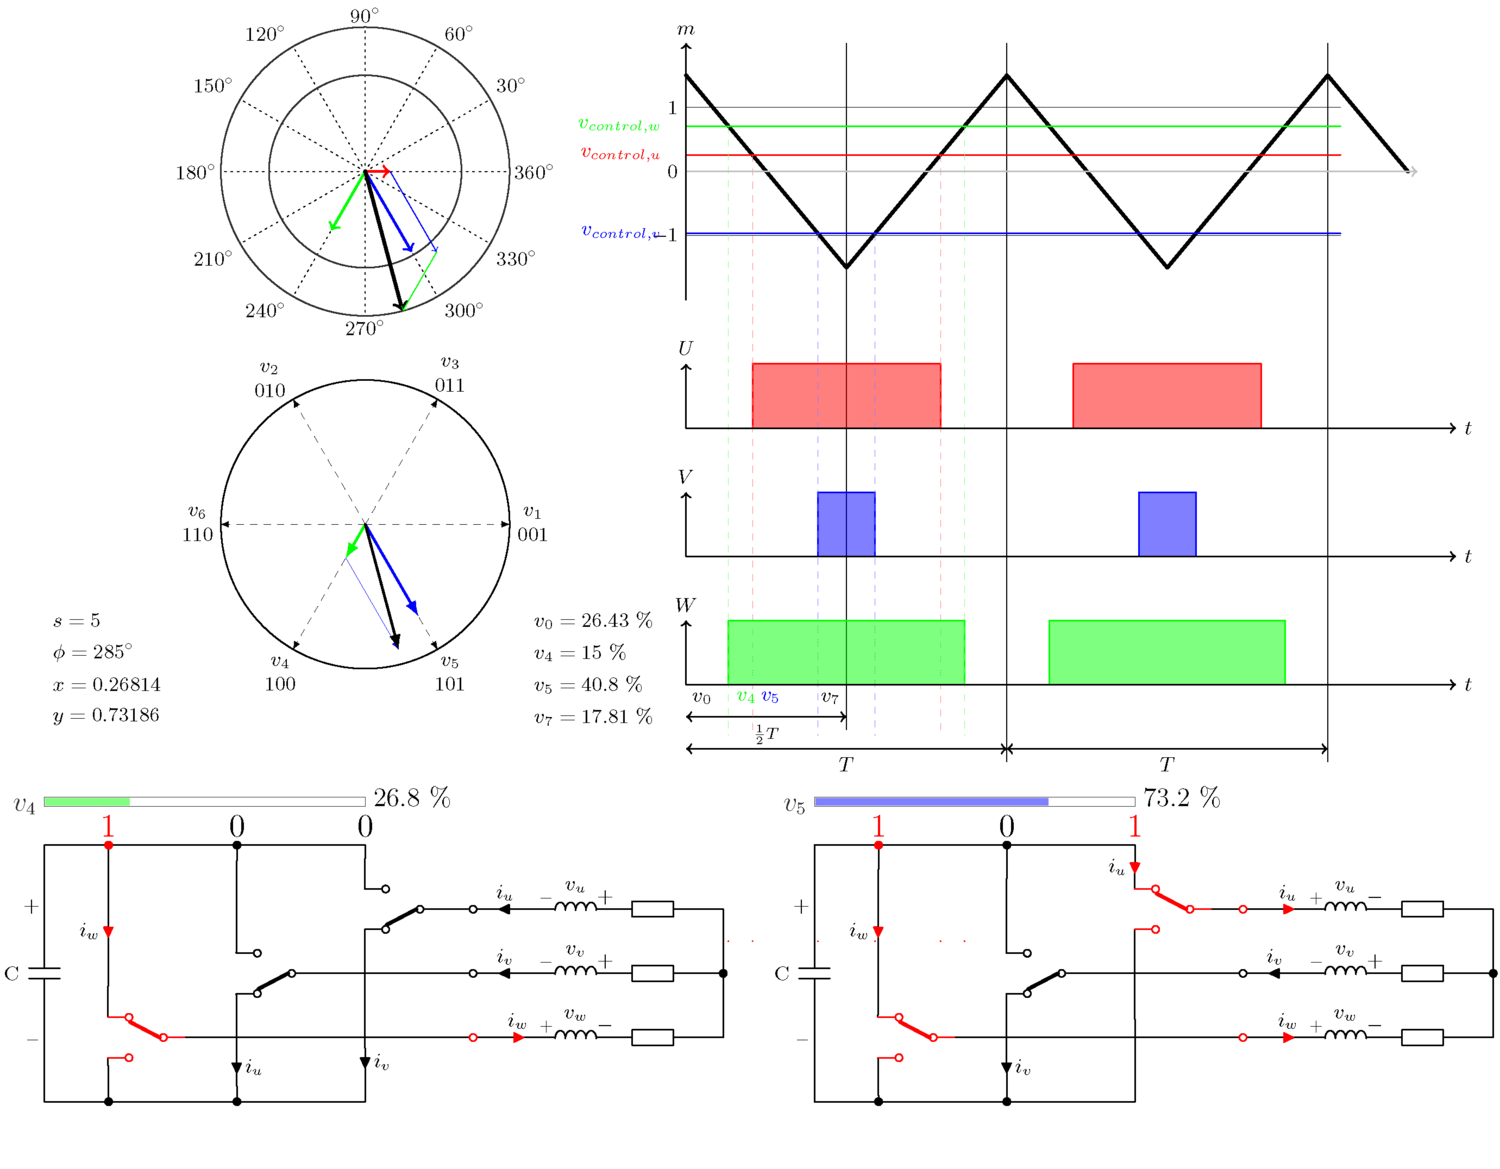 90°
120°
60°
150°
30°
180°
360°
210°
330°
240°
300°
270°
m
1
v_{control,w}
v_{control,u}
0
v_{control,v}
−1
U
t
V
t
W
t
v_0
v_4
v_5
v_7
\frac{1}{2}T
T
T
v_2
010
v_3
011
v_6
110
v_1
001
v_4
100
v_5
101
s = 5
ϕ = 285°
x = 0.26814
y = 0.73186
v_0 = 26.43 %
v_4 = 15 %
v_5 = 40.8 %
v_7 = 17.81 %
v_4
26.8 %
1
0
0
+
C
−
i_w
i_u
i_v
i_u
−
v_u
+
i_v
−
v_v
+
i_w
+
v_w
−
v_5
73.2 %
1
0
1
+
C
−
i_w
i_u
i_v
i_u
+
v_u
−
i_v
−
v_v
+
i_w
+
v_w
−